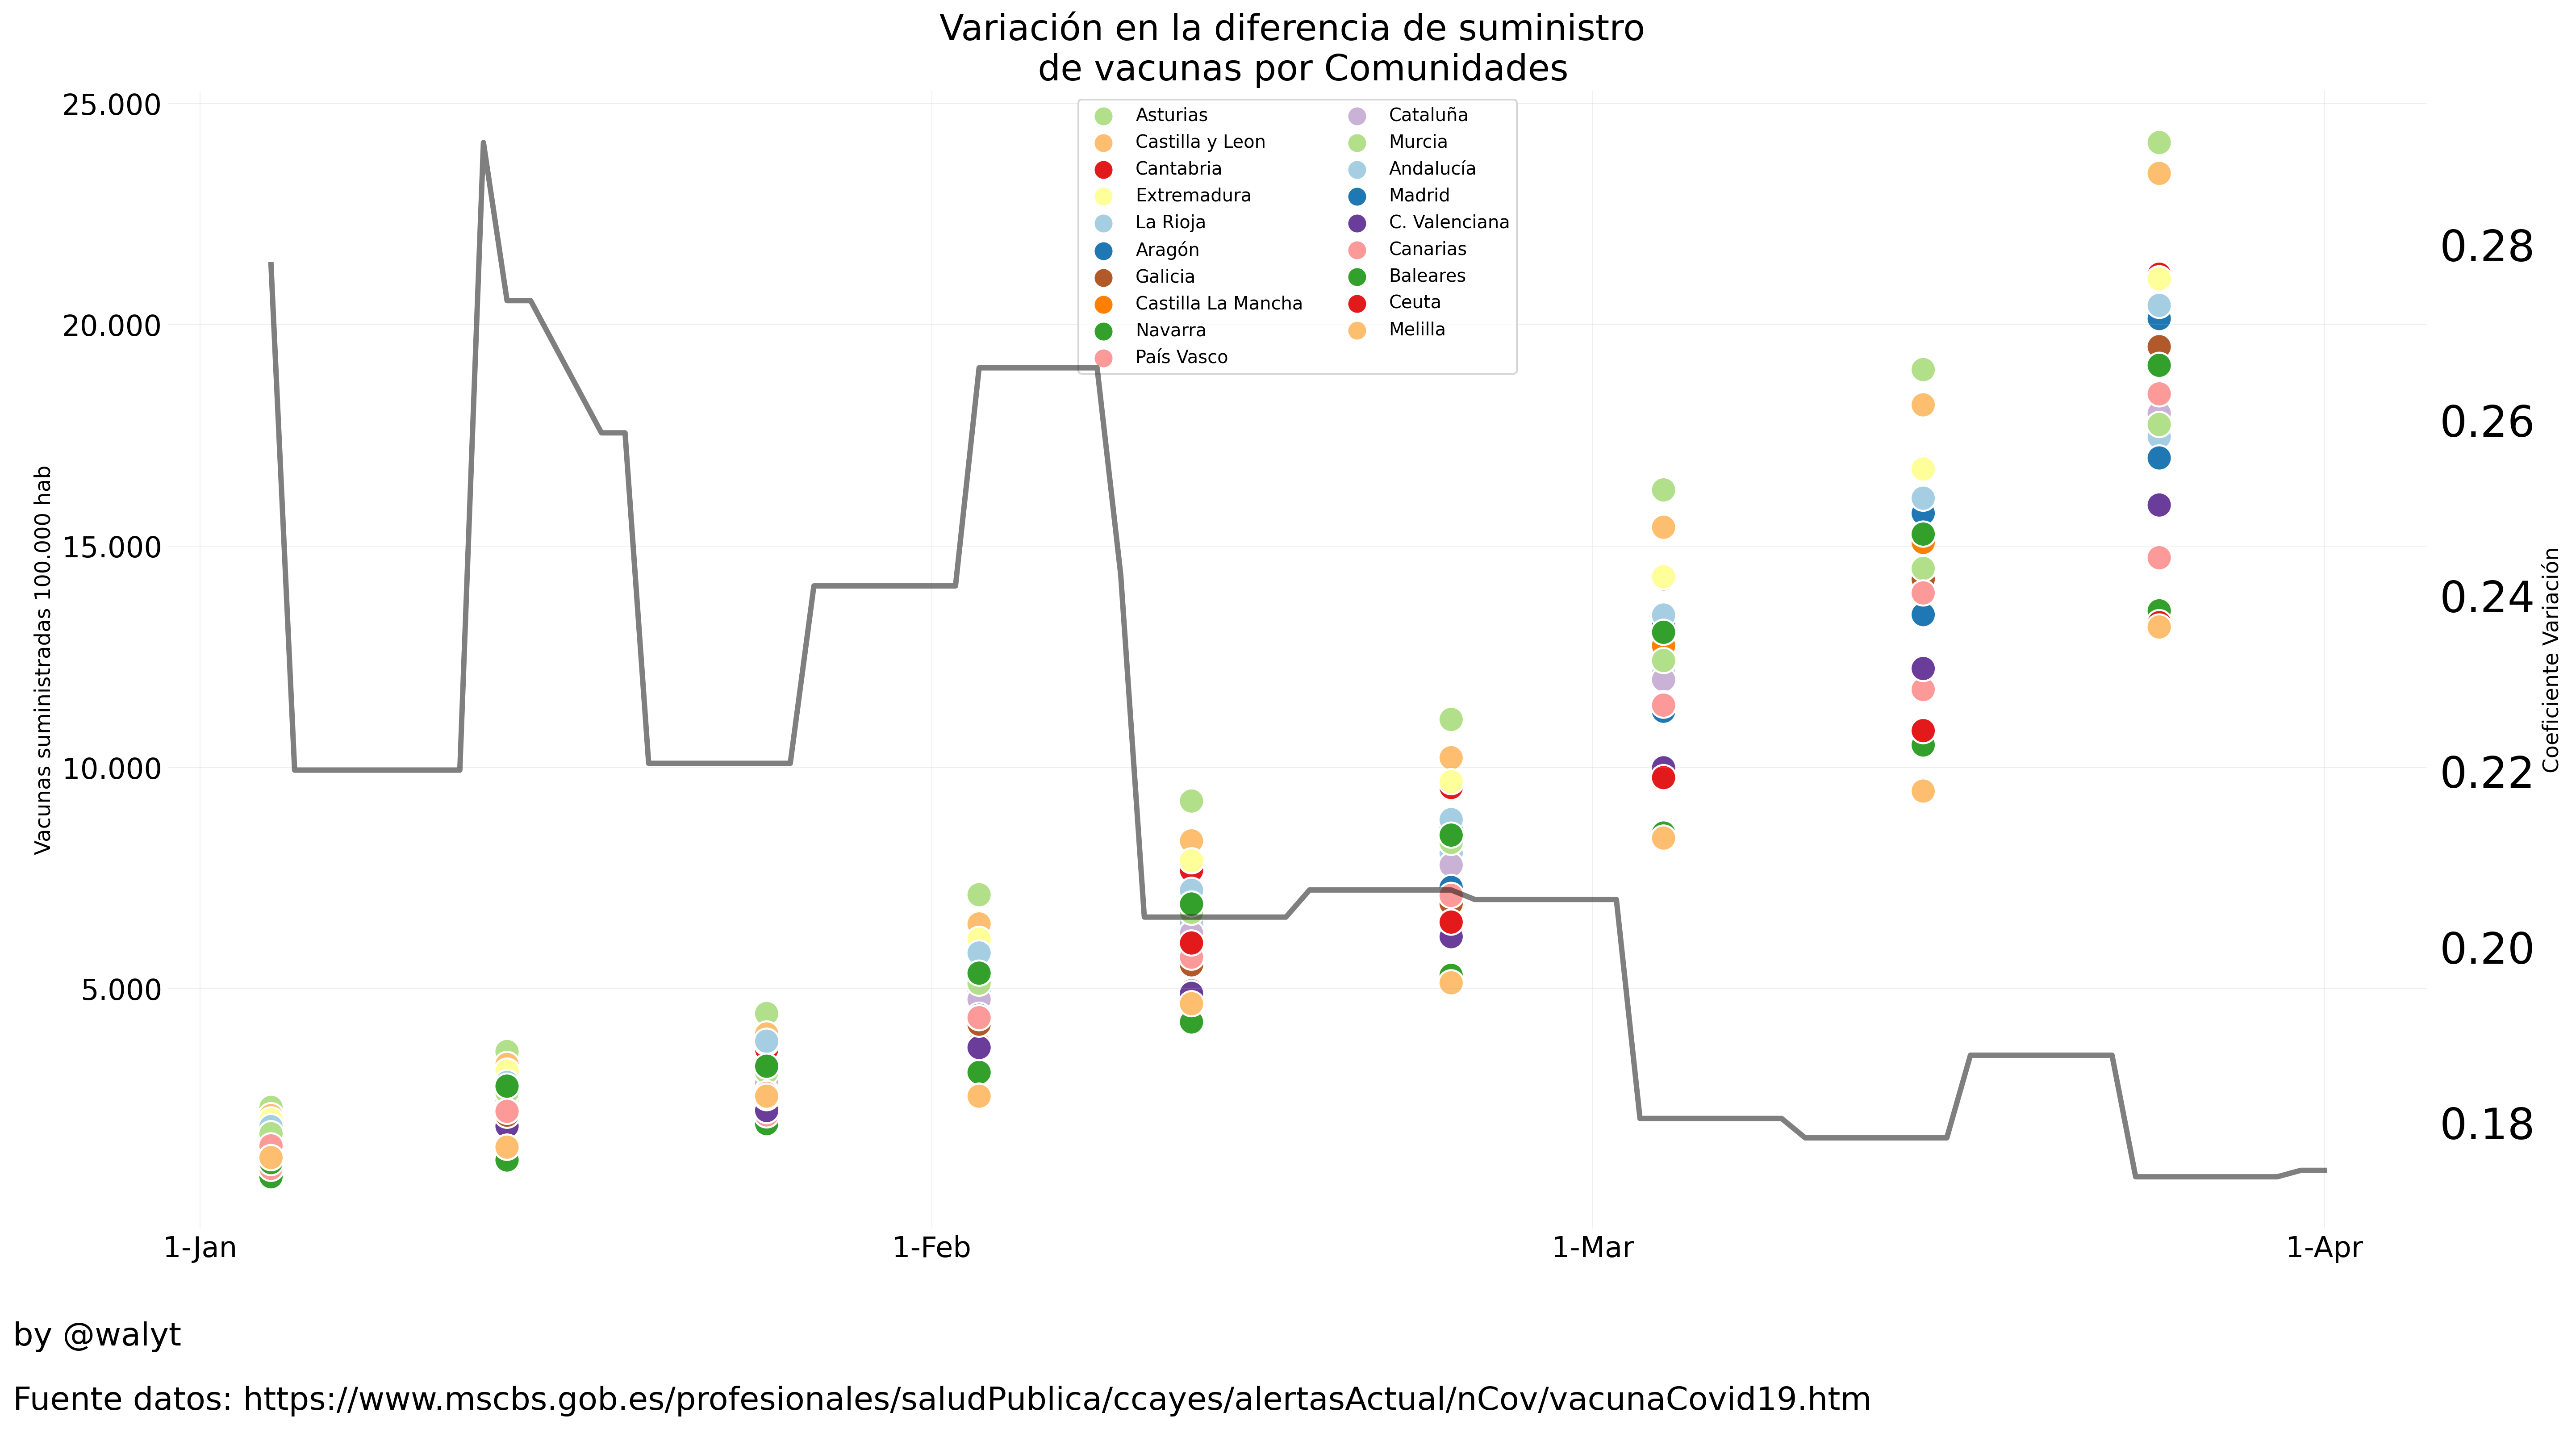 Variación en la diferencia de suministro
de vacunas por Comunidades
Asturias
Castilla y Leon
Cantabria
Extremadura
La Rioja
Aragón
Galicia
Castilla La Mancha
Navarra
País Vasco
Cataluña
Murcia
Andalucía
Madrid
C. Valenciana
Canarias
Baleares
Ceuta
Melilla
Vacunas suministradas 100.000 hab
25.000
20.000
15.000
10.000
5.000
0.28
0.26
0.24
0.22
0.20
0.18
Coeficiente Variación
1-Jan
1-Feb
1-Mar
1-Apr
by @walyt
Fuente datos: https://www.mscbs.gob.es/profesionales/saludPublica/ccayes/alertasActual/nCov/vacunaCovid19.htm